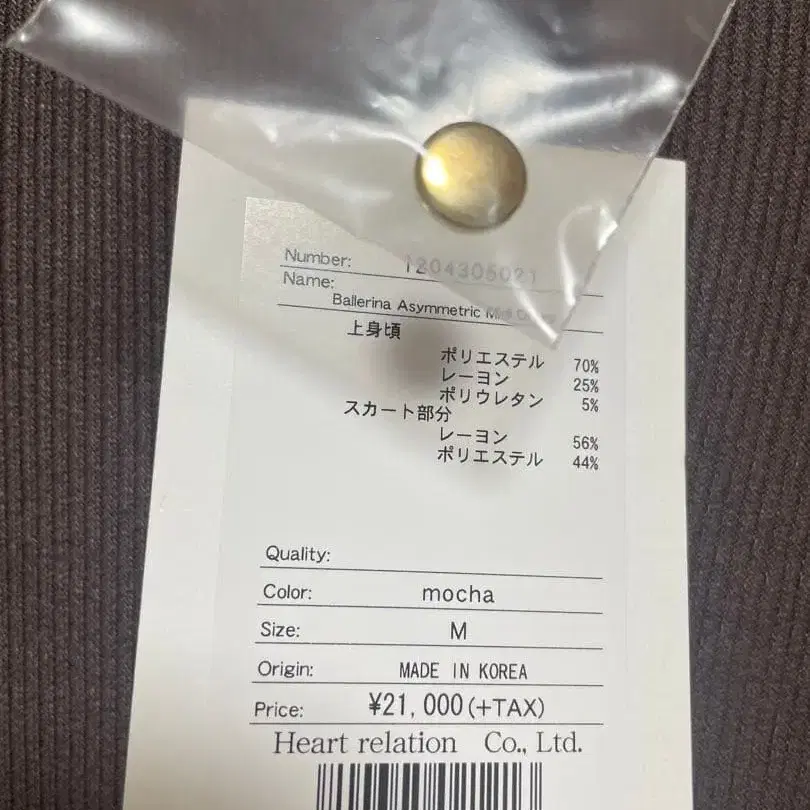 Number: 1204305021
Name:
Ballerina Asymmetric
上身頃
ポリエステル 70%
レーヨン 25%
ポリウレタン 5%
スカート部分
レーヨン 56%
ポリエステル 44%
Quality:
Color: mocha
Size: M
Origin: MADE IN KOREA
Price: ¥21,000(+TAX)
Heart relation Co., Ltd.